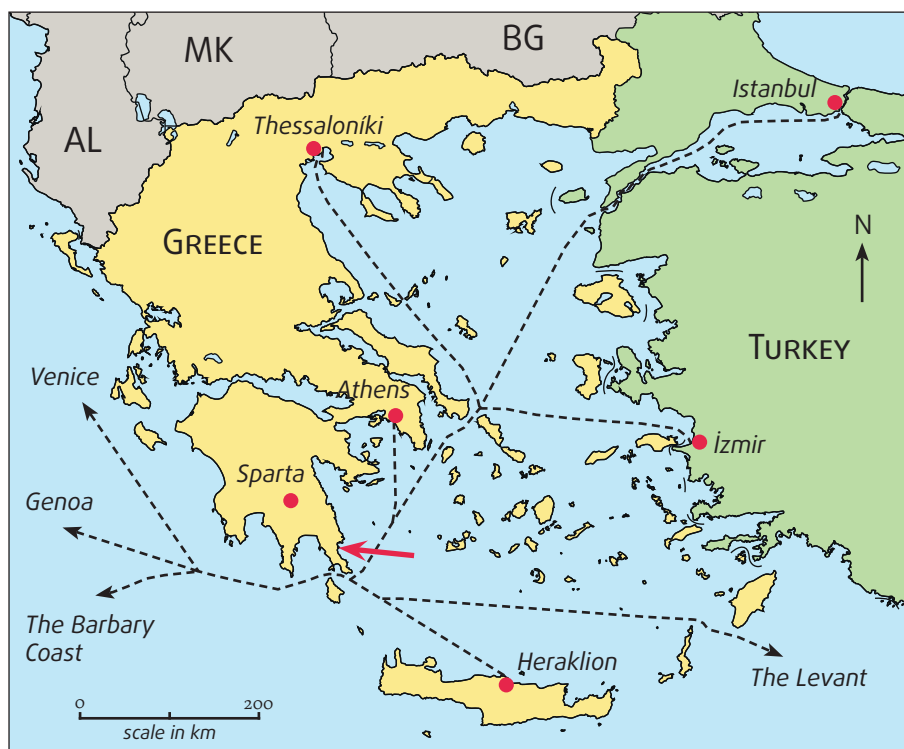 MK
BG
AL
Istanbul
Thessaloníki
N
GREECE
TURKEY
Venice
Athens
İzmir
Sparta
Genoa
The Barbary
Coast
Heraklion
The Levant
0 200
scale in km